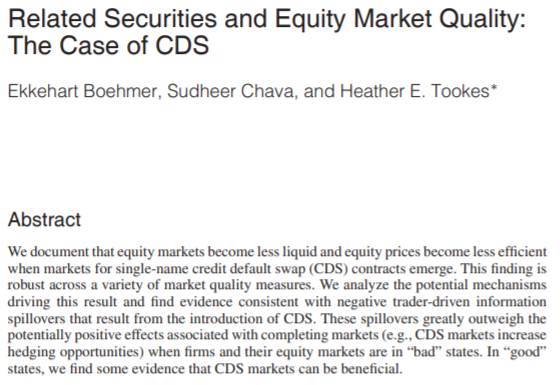 Related Securities and Equity Market Quality:
The Case of CDS
Ekkehart Boehmer, Sudheer Chava, and Heather E. Tookes*
Abstract
We document that equity markets become less liquid and equity prices become less efficient
when markets for single-name credit default swap (CDS) contracts emerge. This finding is
robust across a variety of market quality measures. We analyze the potential mechanisms
driving this result and find evidence consistent with negative trader-driven information
spillovers that result from the introduction of CDS. These spillovers greatly outweigh the
potentially positive effects associated with completing markets (e.g., CDS markets increase
hedging opportunities) when firms and their equity markets are in “bad” states. In “good”
states, we find some evidence that CDS markets can be beneficial.